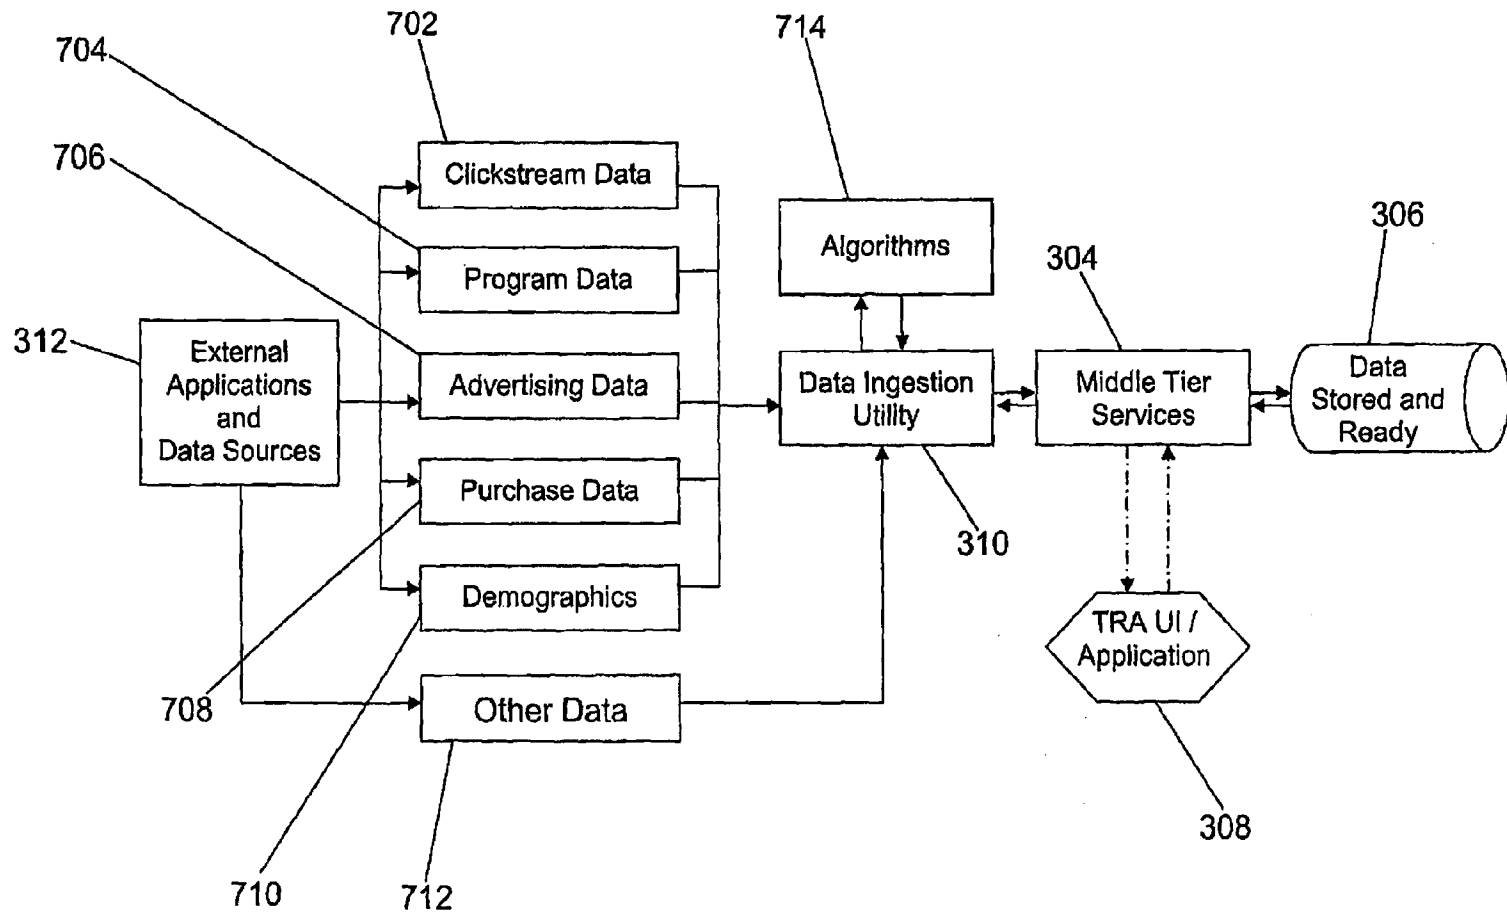 702
714
704
706
Clickstream Data
306
Algorithms
304
Program Data
312
External
Applications
and
Data Sources
Advertising Data
Data Ingestion
Utility
Middle Tier
Services
Data
Stored and
Ready
Purchase Data
310
Demographics
TRA UI /
Application
708
Other Data
308
710
712